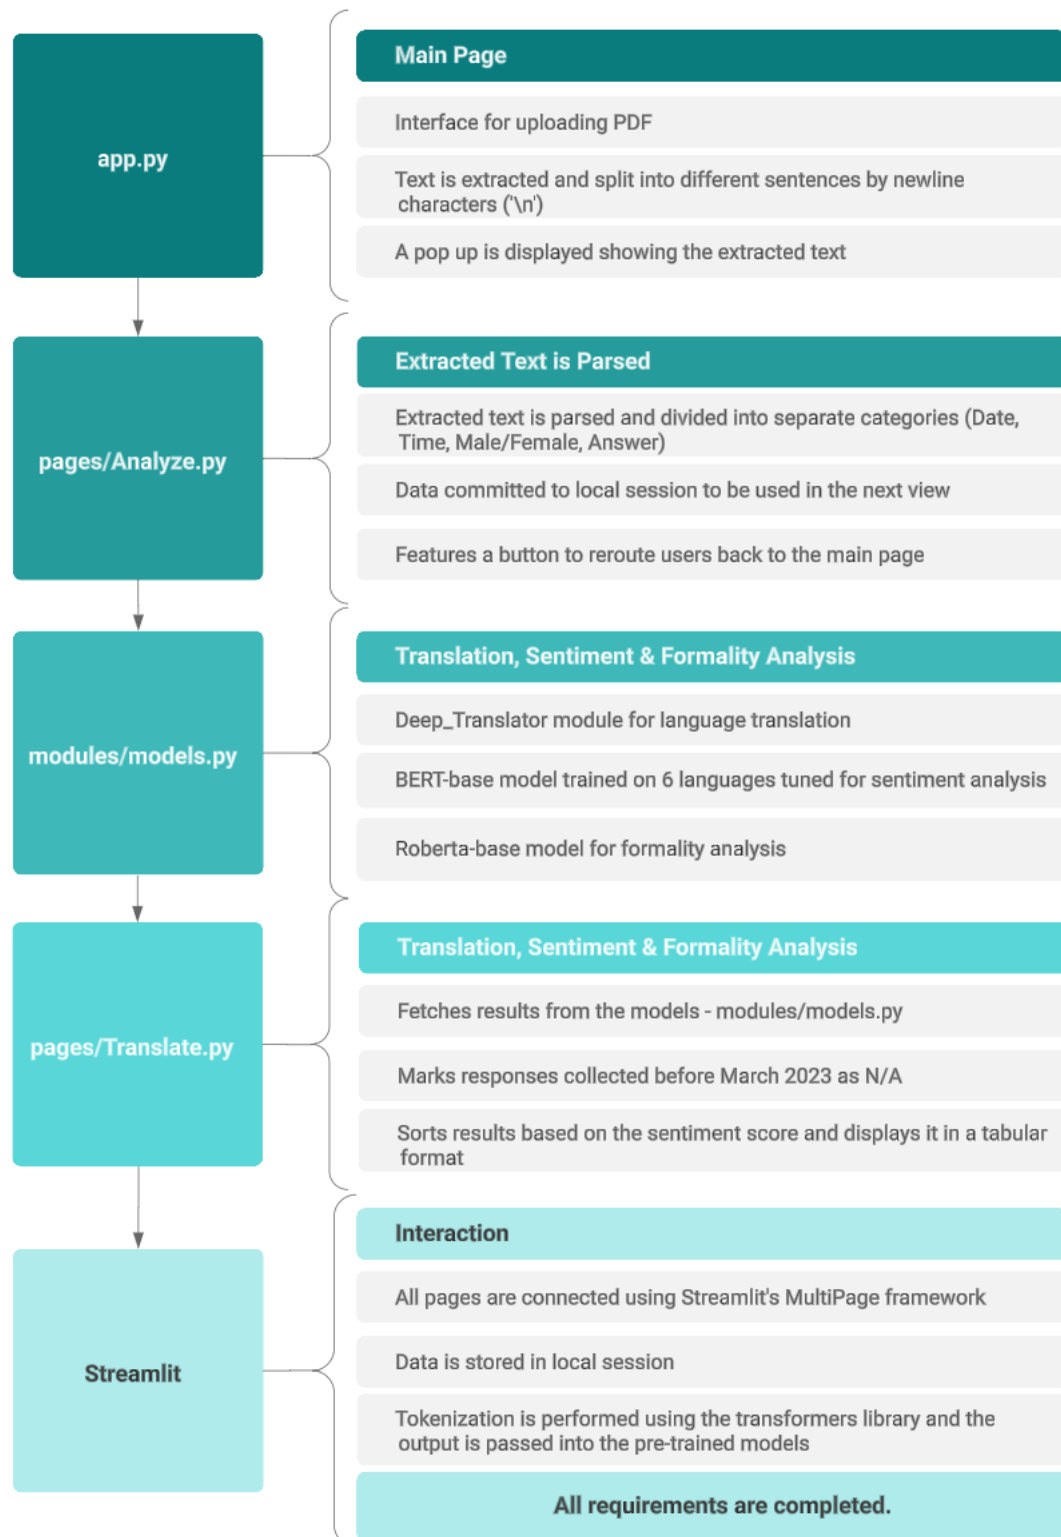 app.py
Main Page
Interface for uploading PDF
Text is extracted and split into different sentences by newline
characters ('\n')
A pop up is displayed showing the extracted text
pages/Analyze.py
Extracted Text is Parsed
Extracted text is parsed and divided into separate categories (Date,
Time, Male/Female, Answer)
Data committed to local session to be used in the next view
Features a button to reroute users back to the main page
modules/models.py
Translation, Sentiment & Formality Analysis
Deep_Translator module for language translation
BERT-base model trained on 6 languages tuned for sentiment analysis
Roberta-base model for formality analysis
pages/Translate.py
Translation, Sentiment & Formality Analysis
Fetches results from the models - modules/models.py
Marks responses collected before March 2023 as N/A
Sorts results based on the sentiment score and displays it in a tabular
format
Streamlit
Interaction
All pages are connected using Streamlit's MultiPage framework
Data is stored in local session
Tokenization is performed using the transformers library and the
output is passed into the pre-trained models
All requirements are completed.